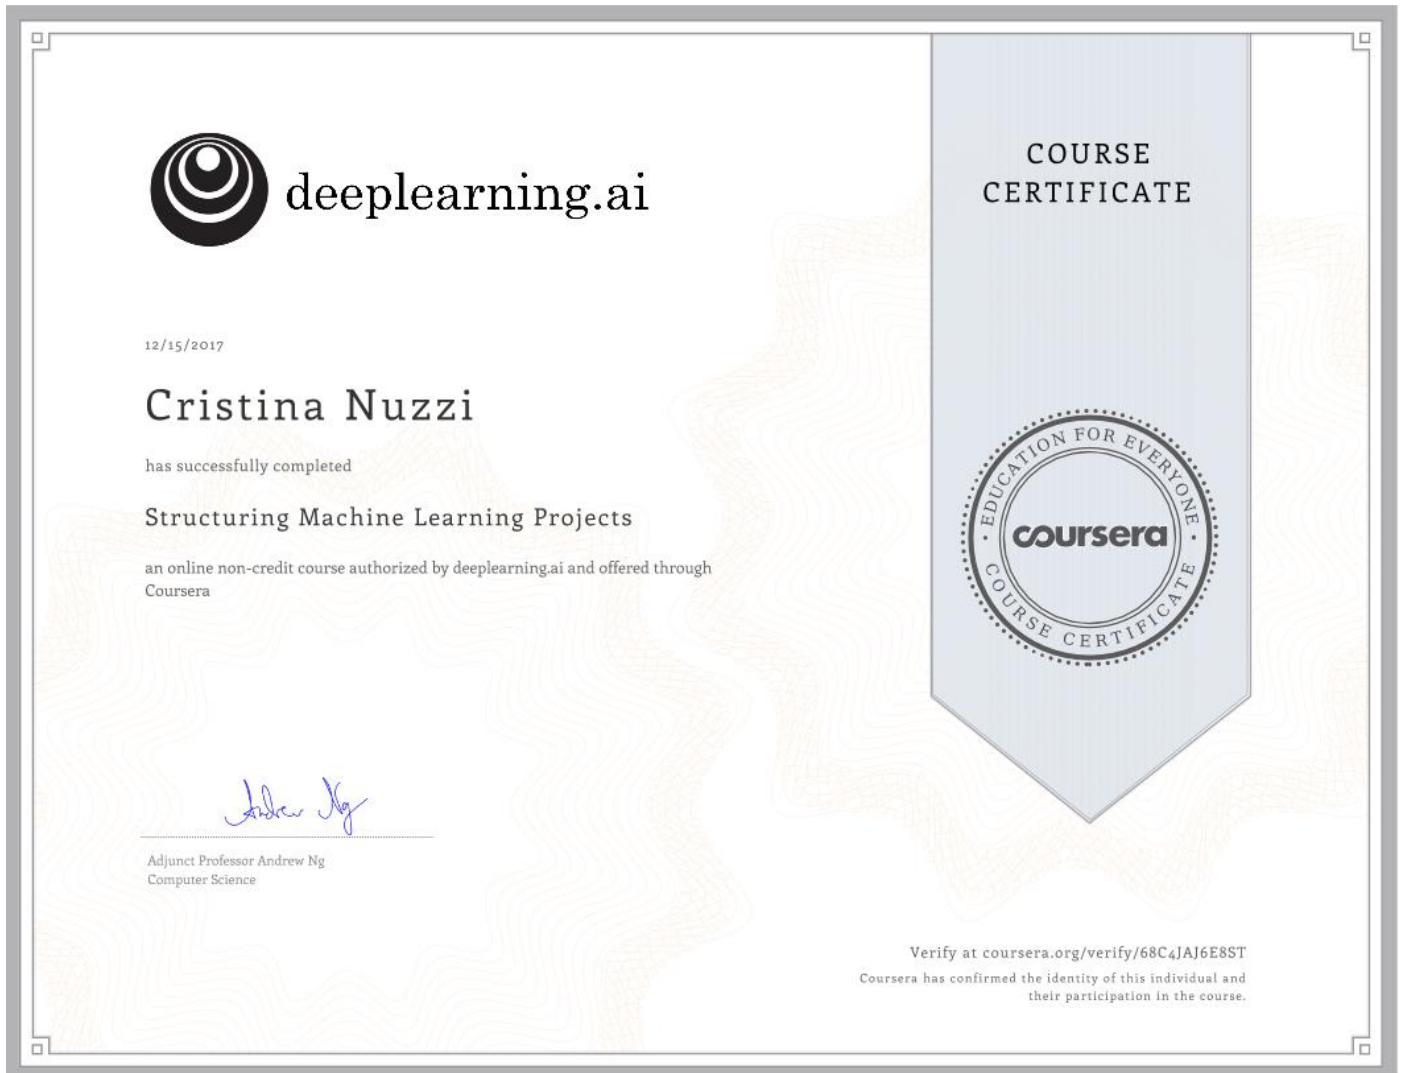 deeplearning.ai
COURSE
CERTIFICATE
12/15/2017
Cristina Nuzzi
has successfully completed
Structuring Machine Learning Projects
an online non-credit course authorized by deeplearning.ai and offered through
Coursera
EDUCATION FOR EVERYONE
coursera
COURSE CERTIFICATE
Andrew Ng
Adjunct Professor Andrew Ng
Computer Science
Verify at coursera.org/verify/68C4JAJ6E8ST
Coursera has confirmed the identity of this individual and
their participation in the course.